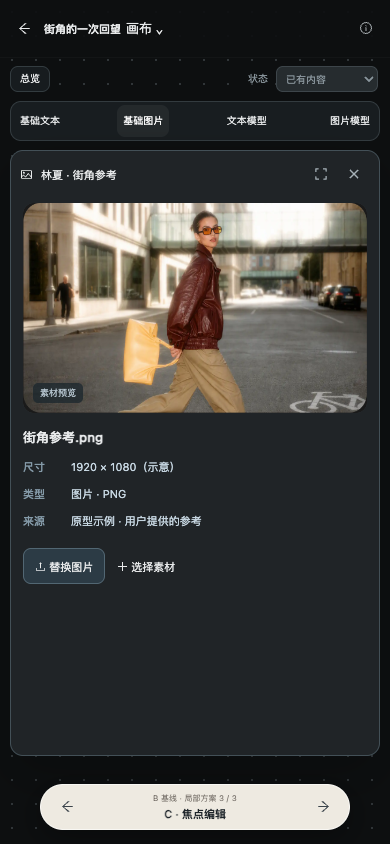 街角的一次回望 画布
总览
状态 已有内容
基础文本 基础图片 文本模型 图片模型
林夏 · 街角参考
素材预览
街角参考.png
尺寸 1920 × 1080（示意）
类型 图片 · PNG
来源 原型示例 · 用户提供的参考
替换图片 选择素材
B 基线 · 局部方案 3 / 3
C · 焦点编辑